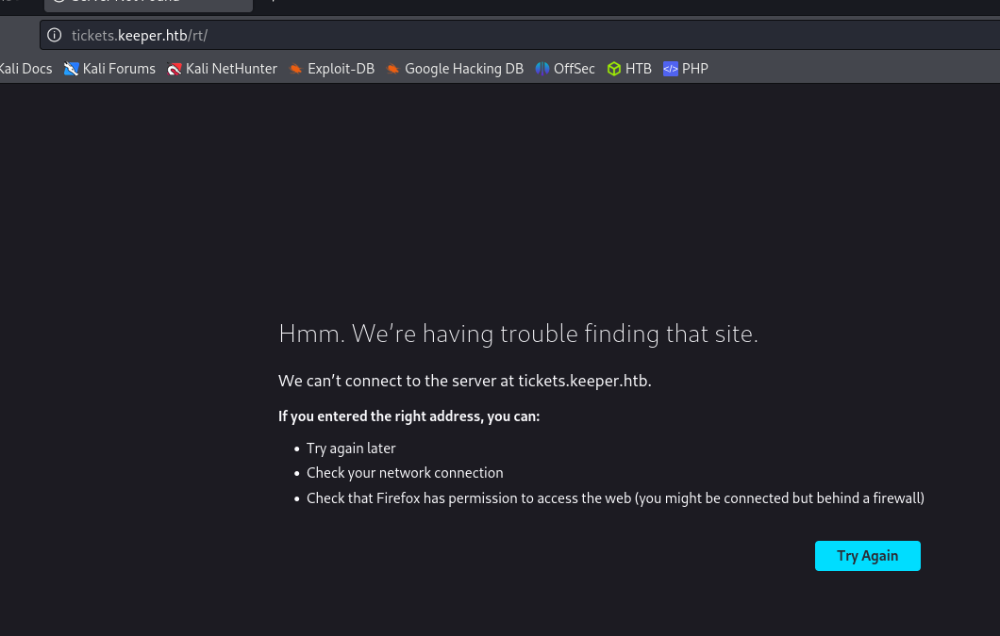 Server Not Found
tickets.keeper.htb/rt/
Kali Docs Kali Forums Kali NetHunter Exploit-DB Google Hacking DB OffSec HTB PHP
Hmm. We’re having trouble finding that site.
We can’t connect to the server at tickets.keeper.htb.
If you entered the right address, you can:
Try again later
Check your network connection
Check that Firefox has permission to access the web (you might be connected but behind a firewall)
Try Again